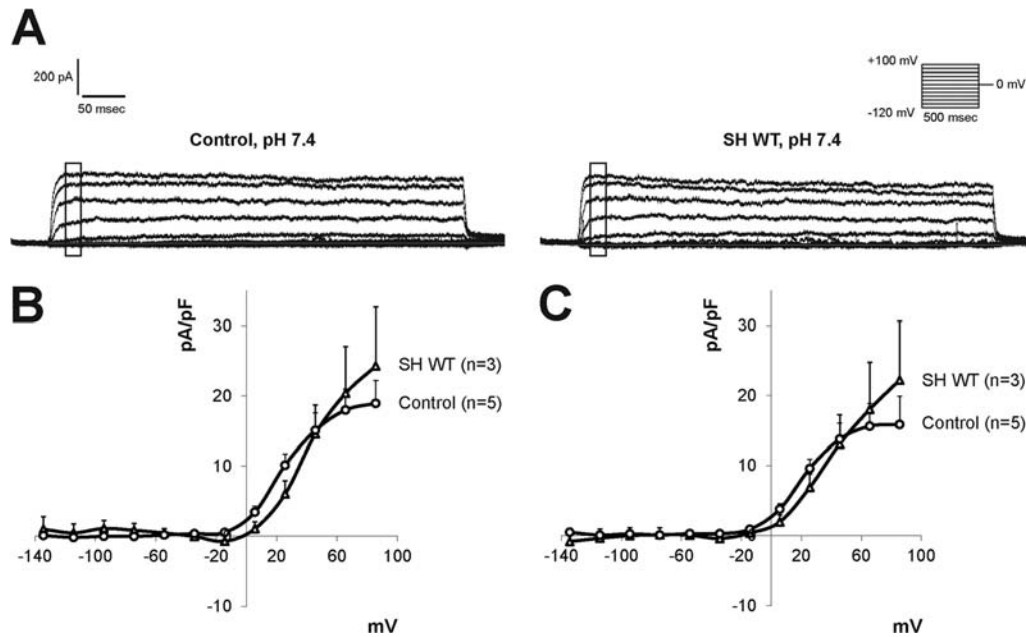 A
200 pA
50 msec
+100 mV
0 mV
-120 mV
500 msec
Control, pH 7.4
SH WT, pH 7.4
B
pA/pF
30
20
10
-10
SH WT (n=3)
Control (n=5)
-140
-100
-60
-20
20
60
100
mV
C
pA/pF
30
20
10
-10
SH WT (n=3)
Control (n=5)
-140
-100
-60
-20
20
60
100
mV